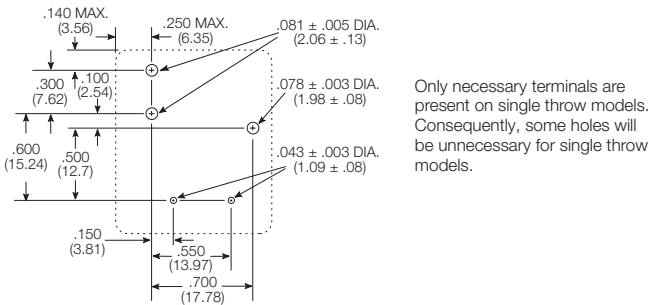 .140 MAX.
(3.56)
.250 MAX.
(6.35)
.081 ± .005 DIA.
(2.06 ± .13)
.300
(7.62)
.100
(2.54)
.078 ± .003 DIA.
(1.98 ± .08)
.600
(15.24)
.500
(12.7)
.043 ± .003 DIA.
(1.09 ± .08)
.150
(3.81)
.550
(13.97)
.700
(17.78)
Only necessary terminals are
present on single throw models.
Consequently, some holes will
be unnecessary for single throw
models.